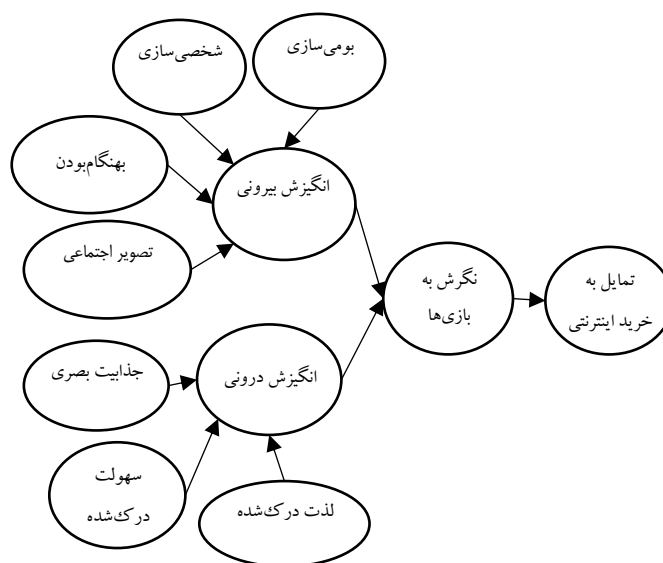 بومی‌سازی
شخصی‌سازی
بهنگام‌بودن
انگیزش بیرونی
تصویر اجتماعی
نگرش به
بازی‌ها
تمایل به
خرید اینترنتی
جذابیت بصری
انگیزش درونی
سهولت
درک‌شده
لذت درک‌شده